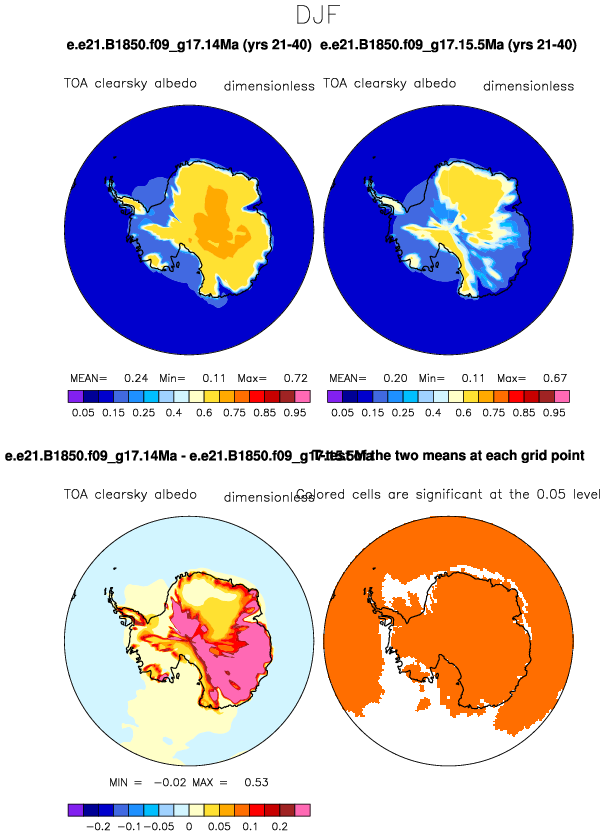 DJF
e.e21.B1850.f09_g17.14Ma (yrs 21-40) e.e21.B1850.f09_g17.15.5Ma (yrs 21-40)
TOA clearsky albedo dimensionless TOA clearsky albedo dimensionless
MEAN= 0.24 Min= 0.11 Max= 0.72 MEAN= 0.20 Min= 0.11 Max= 0.67
0.05 0.15 0.25 0.4 0.6 0.75 0.85 0.95 0.05 0.15 0.25 0.4 0.6 0.75 0.85 0.95
e.e21.B1850.f09_g17.14Ma - e.e21.B1850.f09_g17.15.5Ma T-test of the two means at each grid point
TOA clearsky albedo dimensionless Colored cells are significant at the 0.05 level
MIN = -0.02 MAX = 0.53
-0.2 -0.1 -0.05 0 0.05 0.1 0.2